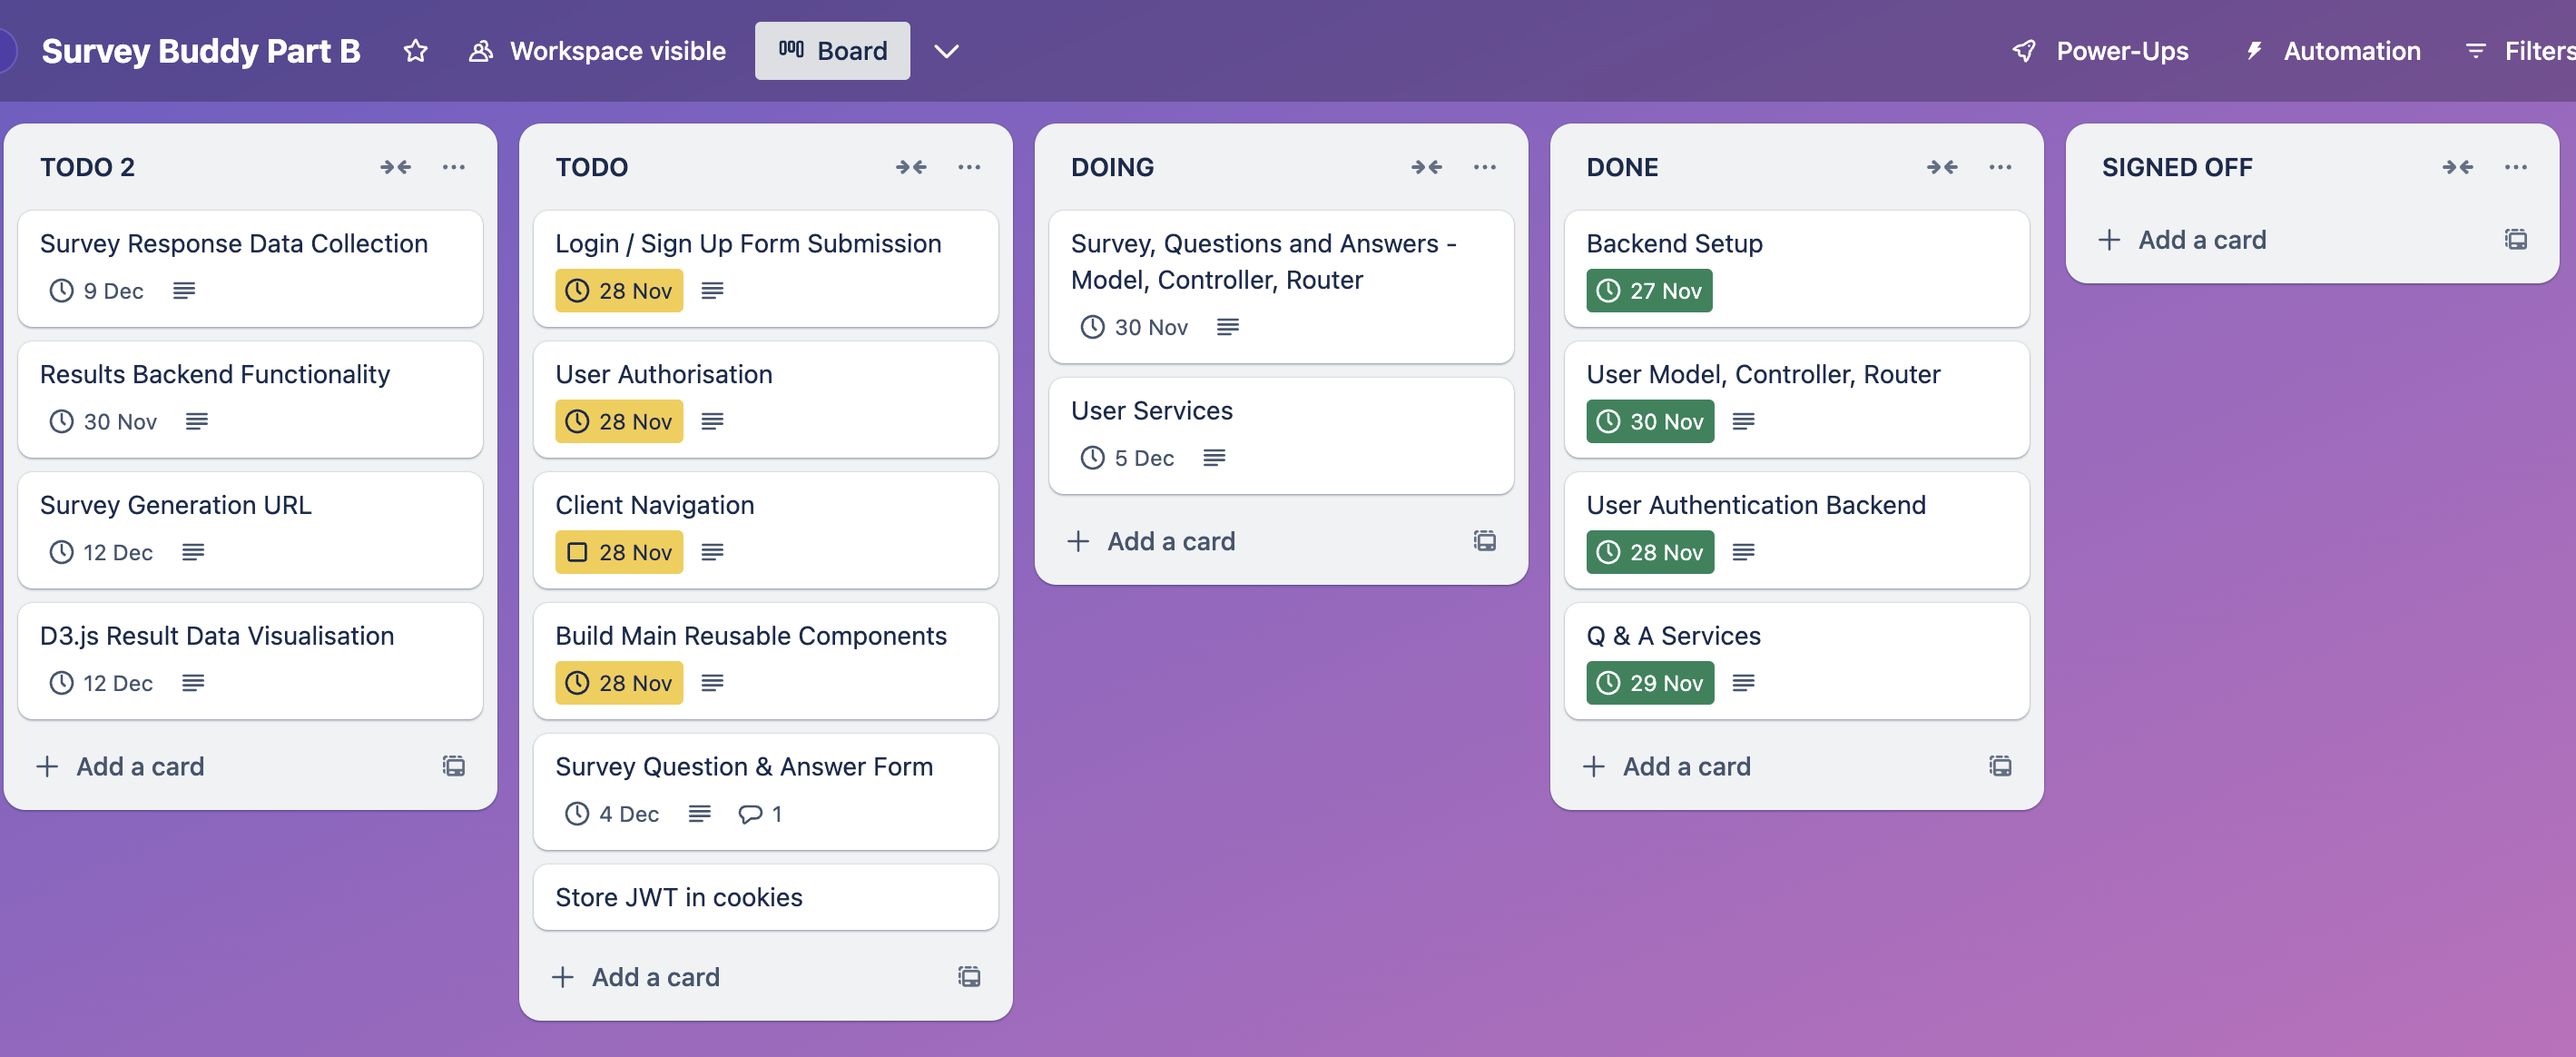 Survey Buddy Part B
Workspace visible
Board
Power-Ups
Automation
Filters
TODO 2
Survey Response Data Collection
9 Dec
Results Backend Functionality
30 Nov
Survey Generation URL
12 Dec
D3.js Result Data Visualisation
12 Dec
Add a card
TODO
Login / Sign Up Form Submission
28 Nov
User Authorisation
28 Nov
Client Navigation
28 Nov
Build Main Reusable Components
28 Nov
Survey Question & Answer Form
4 Dec 1
Store JWT in cookies
Add a card
DOING
Survey, Questions and Answers -
Model, Controller, Router
30 Nov
User Services
5 Dec
Add a card
DONE
Backend Setup
27 Nov
User Model, Controller, Router
30 Nov
User Authentication Backend
28 Nov
Q & A Services
29 Nov
Add a card
SIGNED OFF
Add a card